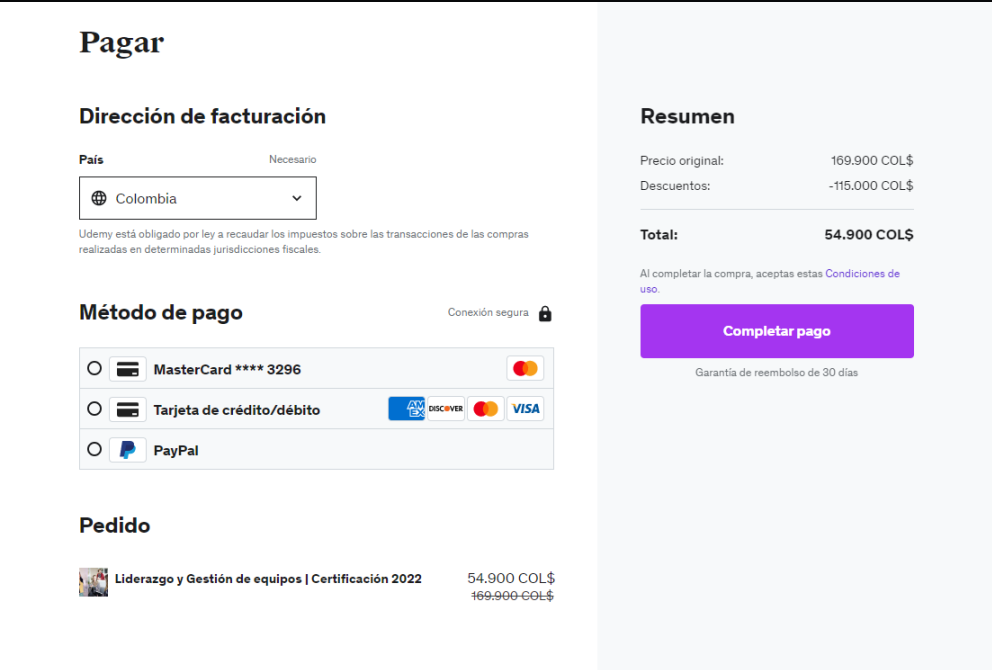 Pagar
Dirección de facturación
País
Necesario
Colombia
Udemy está obligado por ley a recaudar los impuestos sobre las transacciones de las compras
realizadas en determinadas jurisdicciones fiscales.
Método de pago
Conexión segura
MasterCard **** 3296
Tarjeta de crédito/débito
AM
EX
DISCOVER
VISA
PayPal
Pedido
Liderazgo y Gestión de equipos | Certificación 2022
54.900 COL$
169.900 COL$
Resumen
Precio original: 169.900 COL$
Descuentos: -115.000 COL$
Total: 54.900 COL$
Al completar la compra, aceptas estas Condiciones de
uso.
Completar pago
Garantía de reembolso de 30 días